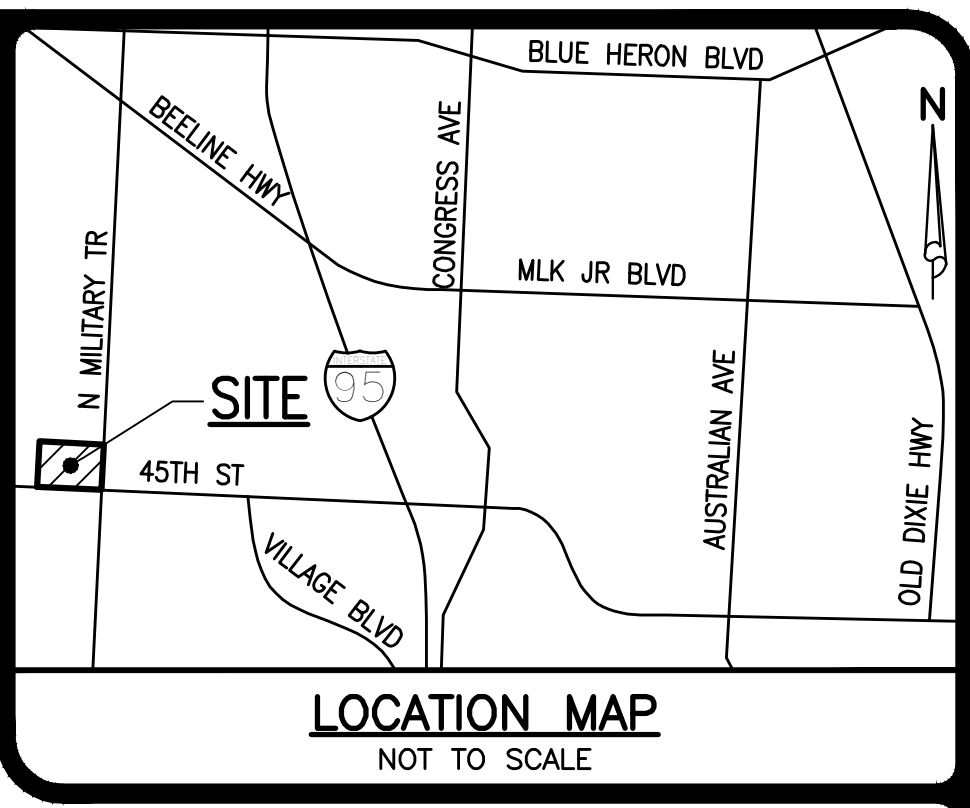 BLUE HERON BLVD
N
BEELINE HWY
CONGRESS AVE
N MILITARY TR
MLK JR BLVD
INTERSTATE
95
SITE
AUSTRALIAN AVE
OLD DIXIE HWY
45TH ST
VILLAGE BLVD
LOCATION MAP
NOT TO SCALE